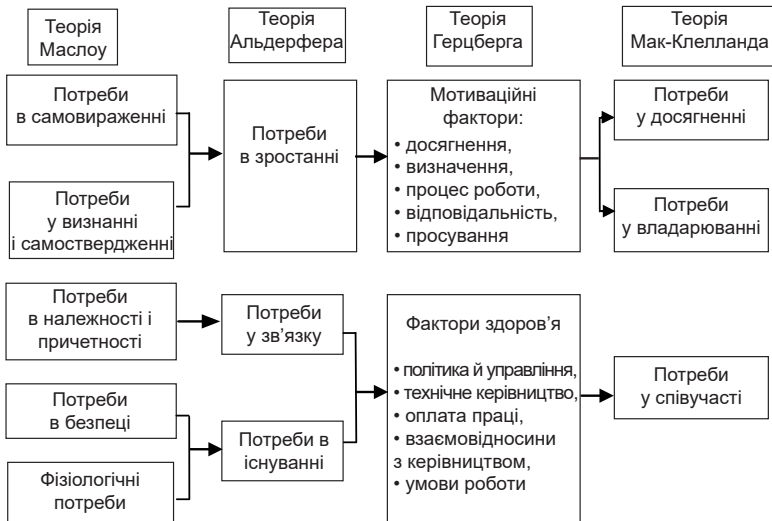 Теорія
Маслоу
Теорія
Альдерфера
Теорія
Герцберга
Теорія
Мак-Клелланда
Потреби
в самовираженні
Потреби
у визнанні
і самоствердженні
Потреби
в зростанні
Мотиваційні
фактори:
• досягнення,
• визначення,
• процес роботи,
• відповідальність,
• просування
Потреби
у досягненні
Потреби
у владарюванні
Потреби
в належності і
причетності
Потреби
в безпеці
Фізіологічні
потреби
Потреби
у зв’язку
Потреби в
існуванні
Фактори здоров’я
• політика й управління,
• технічне керівництво,
• оплата праці,
• взаємовідносини
з керівництвом,
• умови роботи
Потреби
у співучасті